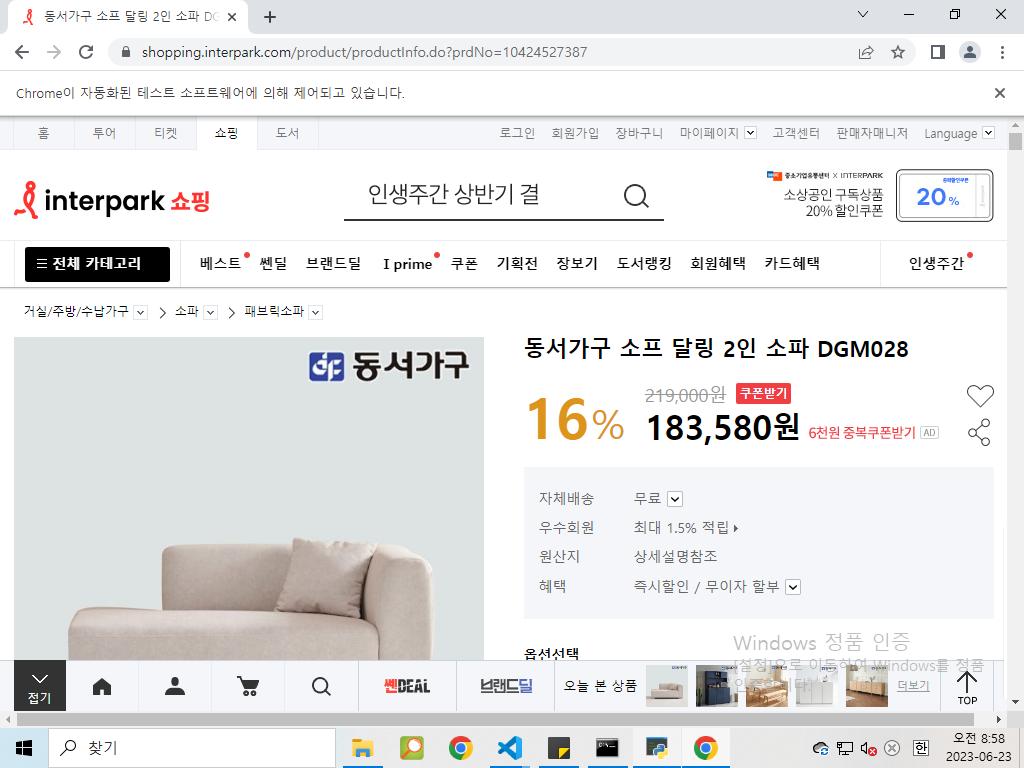 동서가구 소프 달링 2인 소파 DG
shopping.interpark.com/product/productInfo.do?prdNo=10424527387
Chrome이 자동화된 테스트 소프트웨어에 의해 제어되고 있습니다.
홈 투어 티켓 쇼핑 도서 로그인 회원가입 장바구니 마이페이지 고객센터 판매자매니저 Language
interpark 쇼핑
인생주간 상반기 결
중소기업유통센터 X INTERPARK
소상공인 구독상품
20% 할인쿠폰
20%
전체 카테고리 베스트 쎈딜 브랜드딜 I prime 쿠폰 기획전 장보기 도서랭킹 회원혜택 카드혜택 인생주간
거실/주방/수납가구 소파 패브릭소파
동서가구
동서가구 소프 달링 2인 소파 DGM028
16%
219,000원 쿠폰받기
183,580원 6천원 중복쿠폰받기 AD
자체배송 무료
우수회원 최대 1.5% 적립
원산지 상세설명참조
혜택 즉시할인 / 무이자 할부
옵션선택
Windows 정품 인증
[설정]으로 이동하여 Windows를 정품
인증합니다.
접기
쎈DEAL
브랜드딜
오늘 본 상품
더보기
TOP
찾기
한
오전 8:58
2023-06-23